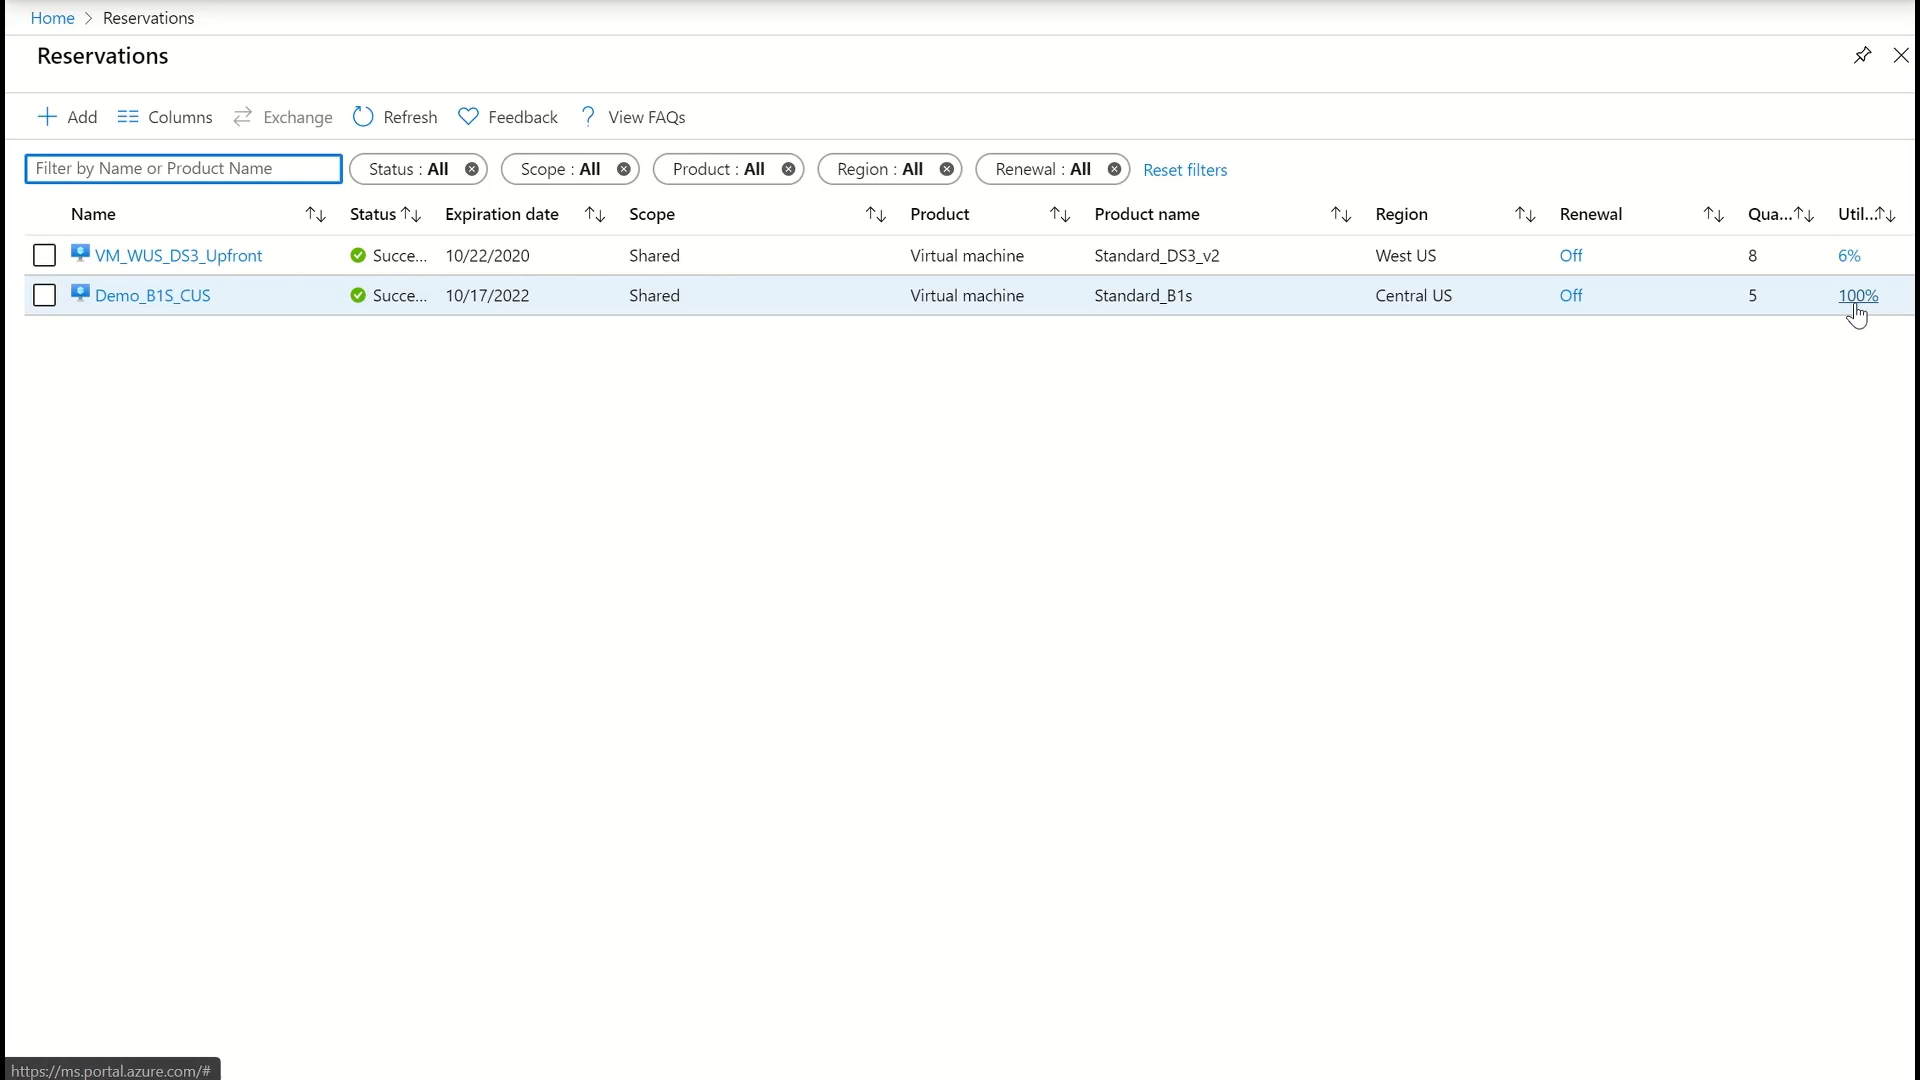 Home > Reservations
Reservations
Add Columns Exchange Refresh Feedback ? View FAQs
Filter by Name or Product Name Status : All Scope : All Product : All Region : All Renewal : All Reset filters
Name Status Expiration date Scope Product Product name Region Renewal Qua... Util...
VM_WUS_DS3_Upfront Succe... 10/22/2020 Shared Virtual machine Standard_DS3_v2 West US Off 8 6%
Demo_B1S_CUS Succe... 10/17/2022 Shared Virtual machine Standard_B1s Central US Off 5 100%
https://ms.portal.azure.com/#